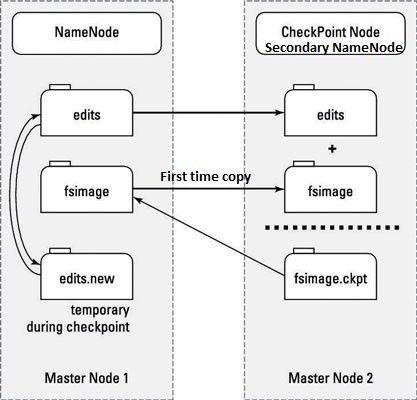 NameNode
CheckPoint Node
Secondary NameNode
edits
edits
+
First time copy
fsimage
fsimage
edits.new
fsimage.ckpt
temporary
during checkpoint
Master Node 1
Master Node 2